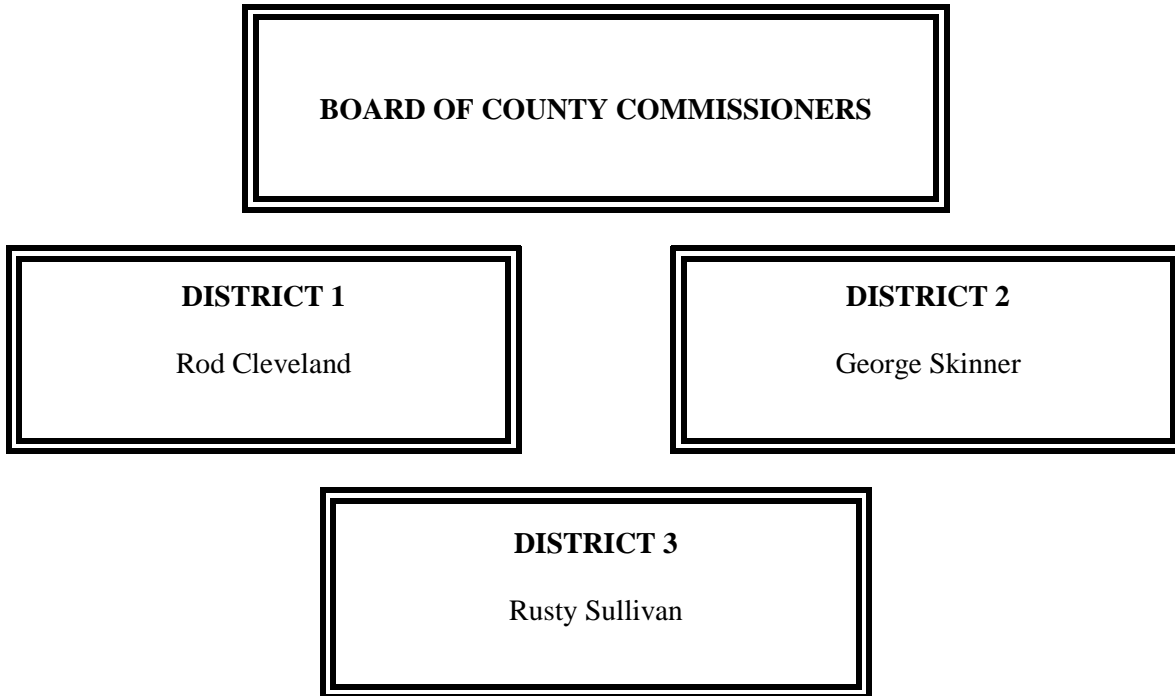 BOARD OF COUNTY COMMISSIONERS
DISTRICT 1
Rod Cleveland
DISTRICT 2
George Skinner
DISTRICT 3
Rusty Sullivan